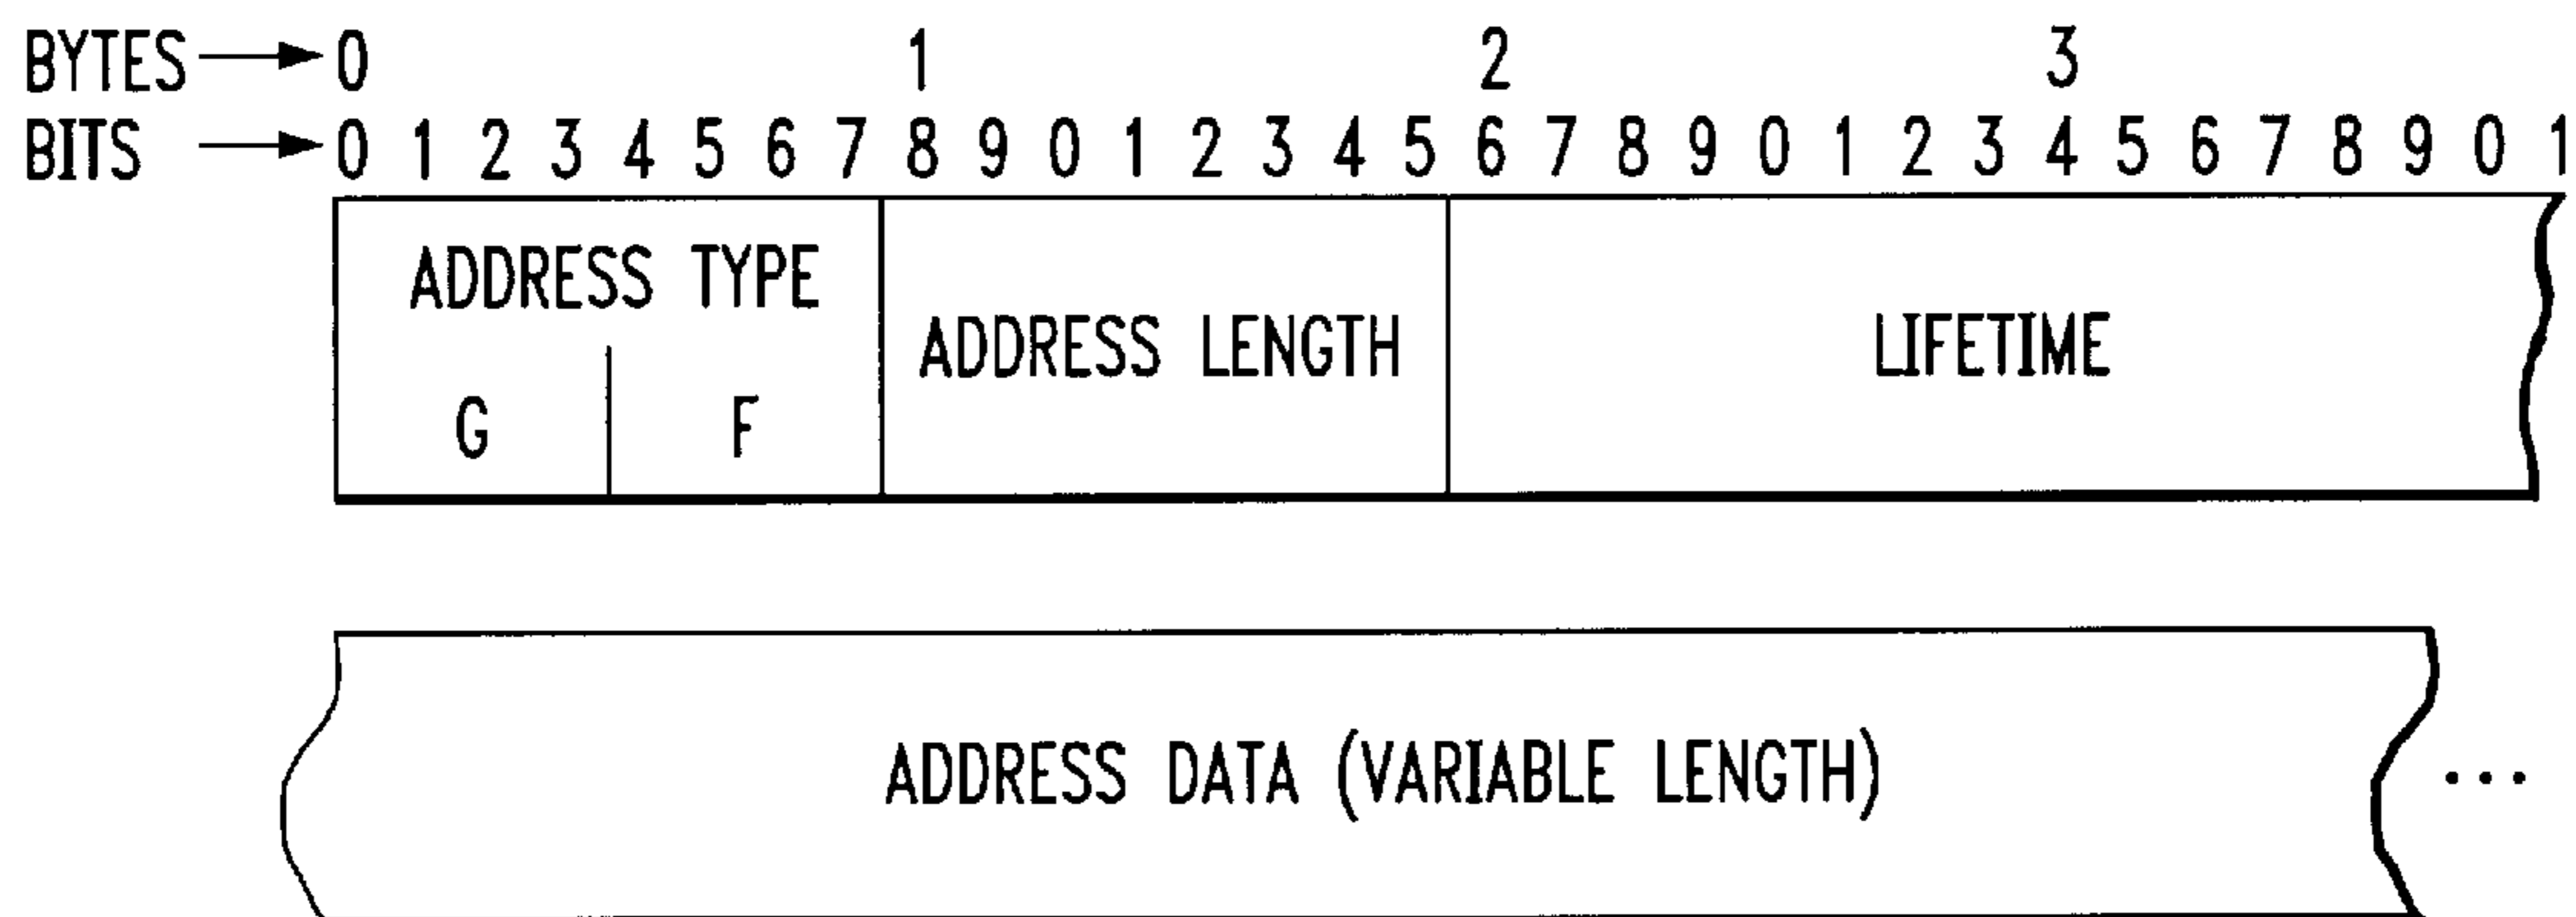 BYTES 0 1 2 3
BITS 0 1 2 3 4 5 6 7 8 9 0 1 2 3 4 5 6 7 8 9 0 1 2 3 4 5 6 7 8 9 0 1
ADDRESS TYPE
G F
ADDRESS LENGTH
LIFETIME
ADDRESS DATA (VARIABLE LENGTH) ...